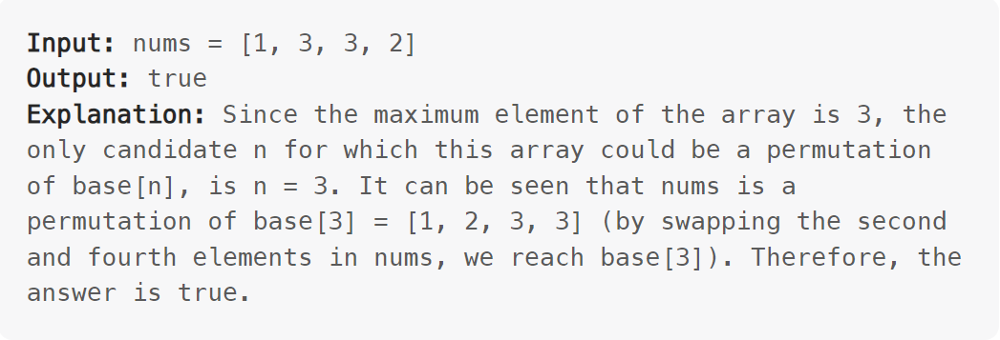 Input: nums = [1, 3, 3, 2]
Output: true
Explanation: Since the maximum element of the array is 3, the
only candidate n for which this array could be a permutation
of base[n], is n = 3. It can be seen that nums is a
permutation of base[3] = [1, 2, 3, 3] (by swapping the second
and fourth elements in nums, we reach base[3]). Therefore, the
answer is true.